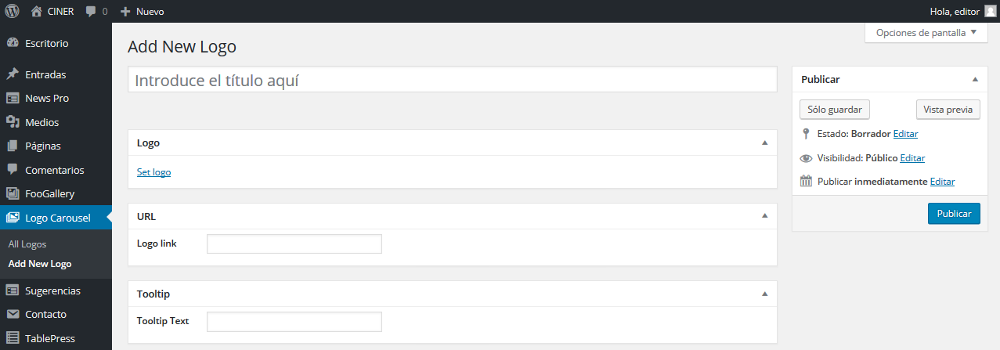 CINER 0 Nuevo Hola, editor
Opciones de pantalla
Escritorio
Entradas
News Pro
Medios
Páginas
Comentarios
FooGallery
Logo Carousel
All Logos
Add New Logo
Sugerencias
Contacto
TablePress
Add New Logo
Introduce el título aquí
Logo
Set logo
URL
Logo link
Tooltip
Tooltip Text
Publicar
Sólo guardar Vista previa
Estado: Borrador Editar
Visibilidad: Público Editar
Publicar inmediatamente Editar
Publicar